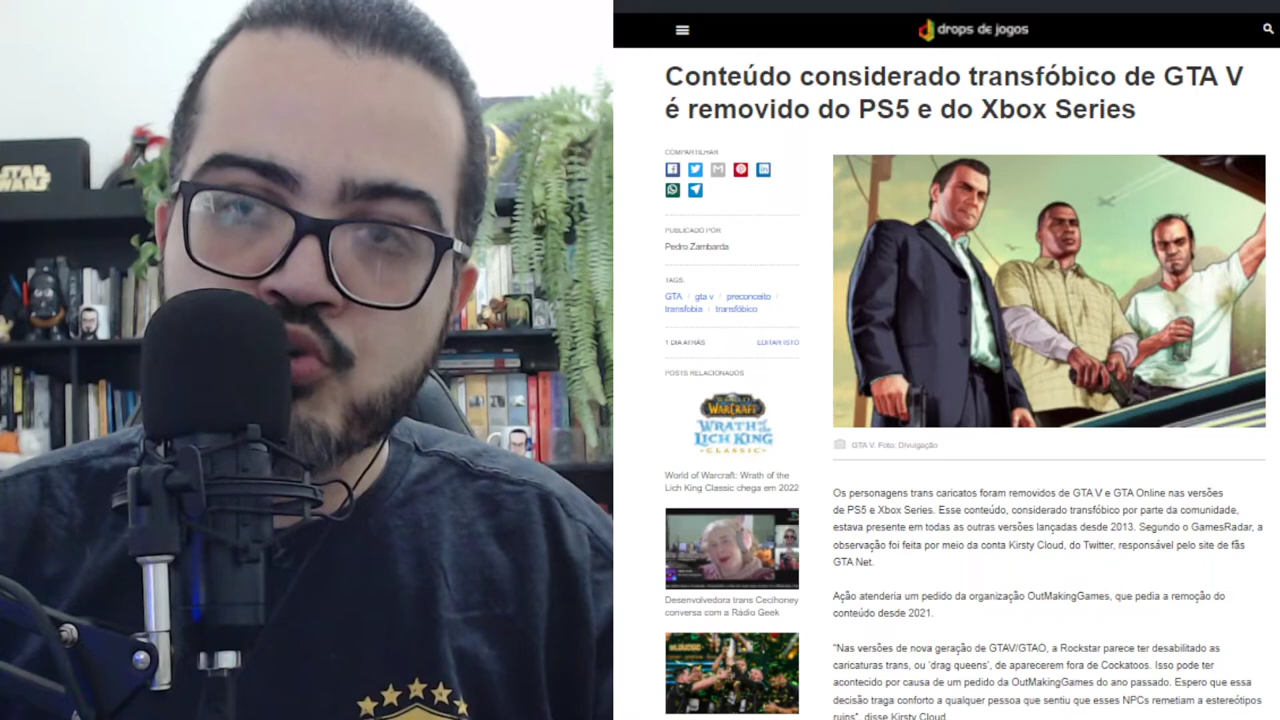 STAR
WARS
drops de jogos
Conteúdo considerado transfóbico de GTA V
é removido do PS5 e do Xbox Series
COMPARTILHAR
PUBLICADO POR
Pedro Zambarda
TAGS:
GTA / gta v / preconceito /
transfobia / transfóbico
1 DIA ATRÁS EDITAR ISTO
POSTS RELACIONADOS
WORLD OF
WARCRAFT
WRATH OF THE
LICH KING
CLASSIC
World of Warcraft: Wrath of the
Lich King Classic chega em 2022
Desenvolvedora trans Cecihoney
conversa com a Rádio Geek
GTA V. Foto: Divulgação
Os personagens trans caricatos foram removidos de GTA V e GTA Online nas versões
de PS5 e Xbox Series. Esse conteúdo, considerado transfóbico por parte da comunidade,
estava presente em todas as outras versões lançadas desde 2013. Segundo o GamesRadar, a
observação foi feita por meio da conta Kirsty Cloud, do Twitter, responsável pelo site de fãs
GTA Net.
Ação atenderia um pedido da organização OutMakingGames, que pedia a remoção do
conteúdo desde 2021.
"Nas versões de nova geração de GTAV/GTAO, a Rockstar parece ter desabilitado as
caricaturas trans, ou 'drag queens', de aparecerem fora de Cockatoos. Isso pode ter
acontecido por causa de um pedido da OutMakingGames do ano passado. Espero que essa
decisão traga conforto a qualquer pessoa que sentiu que esses NPCs remetiam a estereótipos
ruins", disse Kirsty Cloud.